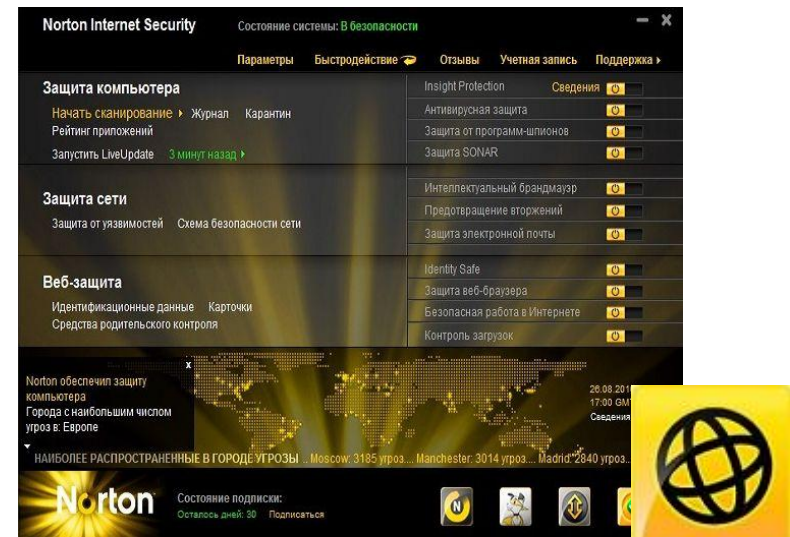 Norton Internet Security
Состояние системы: В безопасности
Параметры Быстродействие Отзывы Учетная запись Поддержка
Защита компьютера
Начать сканирование Журнал Карантин
Рейтинг приложений
Запустить LiveUpdate 3 минут назад
Insight Protection Сведения
Антивирусная защита
Защита от программ-шпионов
Защита SONAR
Защита сети
Защита от уязвимостей Схема безопасности сети
Интеллектуальный брандмауэр
Предотвращение вторжений
Защита электронной почты
Веб-защита
Идентификационные данные Карточки
Средства родительского контроля
Identity Safe
Защита веб-браузера
Безопасная работа в Интернете
Контроль загрузок
Norton обеспечил защиту
компьютера
Города с наибольшим числом
угроз в: Европе
26.08.201
17:00 GMT
Сведения
НАИБОЛЕЕ РАСПРОСТРАНЕННЫЕ В ГОРОДЕ УГРОЗЫ ... Moscow: 3185 угроз.... Manchester: 3014 угроз.... Madrid: 2840 угроз...
Norton
Состояние подписки:
Осталось дней: 30 Подписаться
N